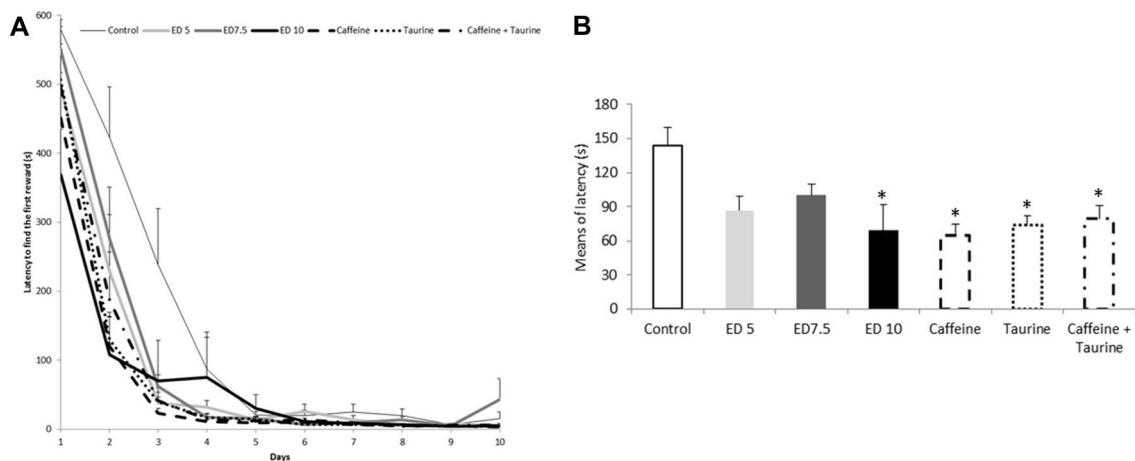 A
Control ED 5 ED7.5 ED 10 Caffeine Taurine Caffeine + Taurine
Latency to find the first reward (s)
600
500
400
300
200
100
0
1 2 3 4 5 6 7 8 9 10
Days
B
Means of latency (s)
180
150
120
90
60
30
0
* * * *
Control ED 5 ED7.5 ED 10 Caffeine Taurine Caffeine +
Taurine